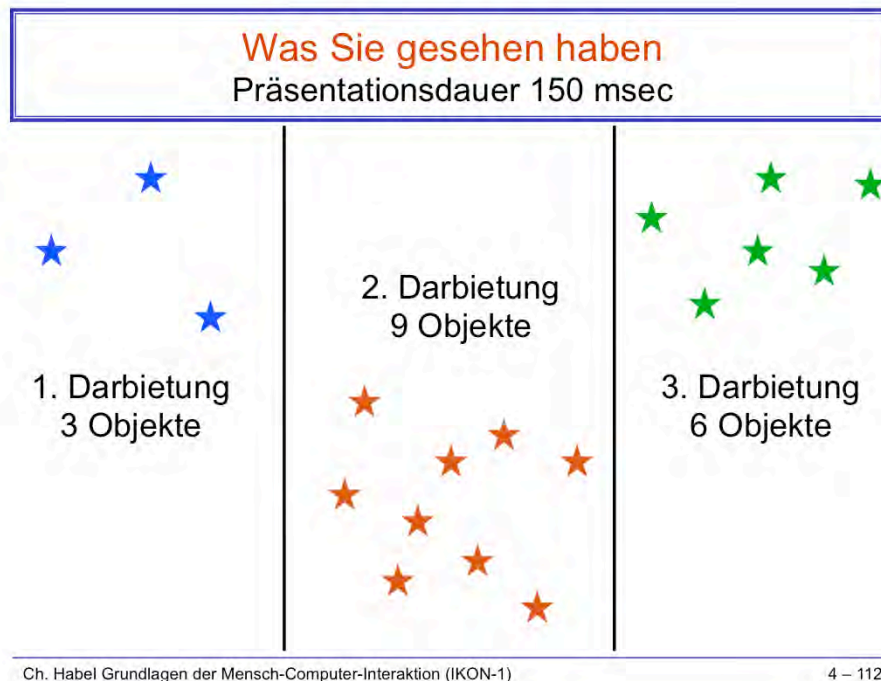 Was Sie gesehen haben
Präsentationsdauer 150 msec
1. Darbietung
3 Objekte
2. Darbietung
9 Objekte
3. Darbietung
6 Objekte
Ch. Habel Grundlagen der Mensch-Computer-Interaktion (IKON-1)
4 – 112